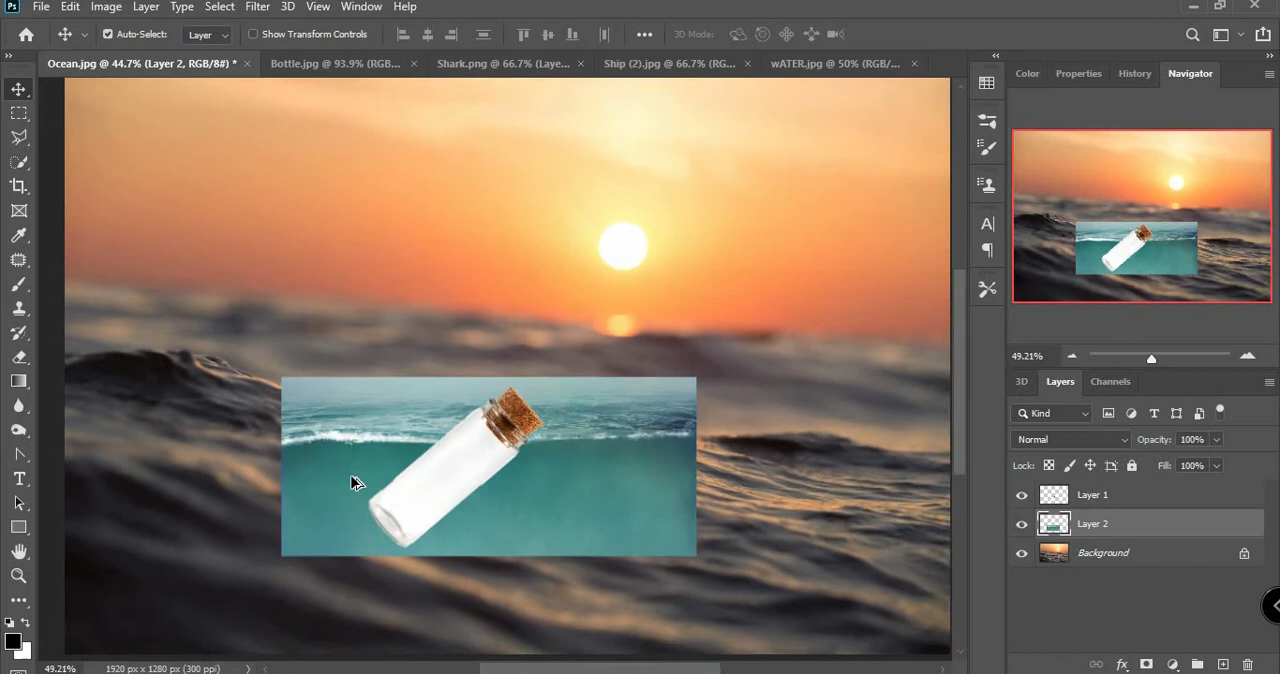 Ps File Edit Image Layer Type Select Filter 3D View Window Help
Auto-Select: Layer Show Transform Controls 3D Mode:
Ocean.jpg @ 44.7% (Layer 2, RGB/8#) * Bottle.jpg @ 93.9% (RGB... Shark.png @ 66.7% (Laye... Ship (2).jpg @ 66.7% (RG... wATER.jpg @ 50% (RGB/...
Color Properties History Navigator
49.21%
3D Layers Channels
Kind
Normal Opacity: 100%
Lock: Fill: 100%
Layer 1
Layer 2
Background
49.21% 1920 px x 1280 px (300 ppi)